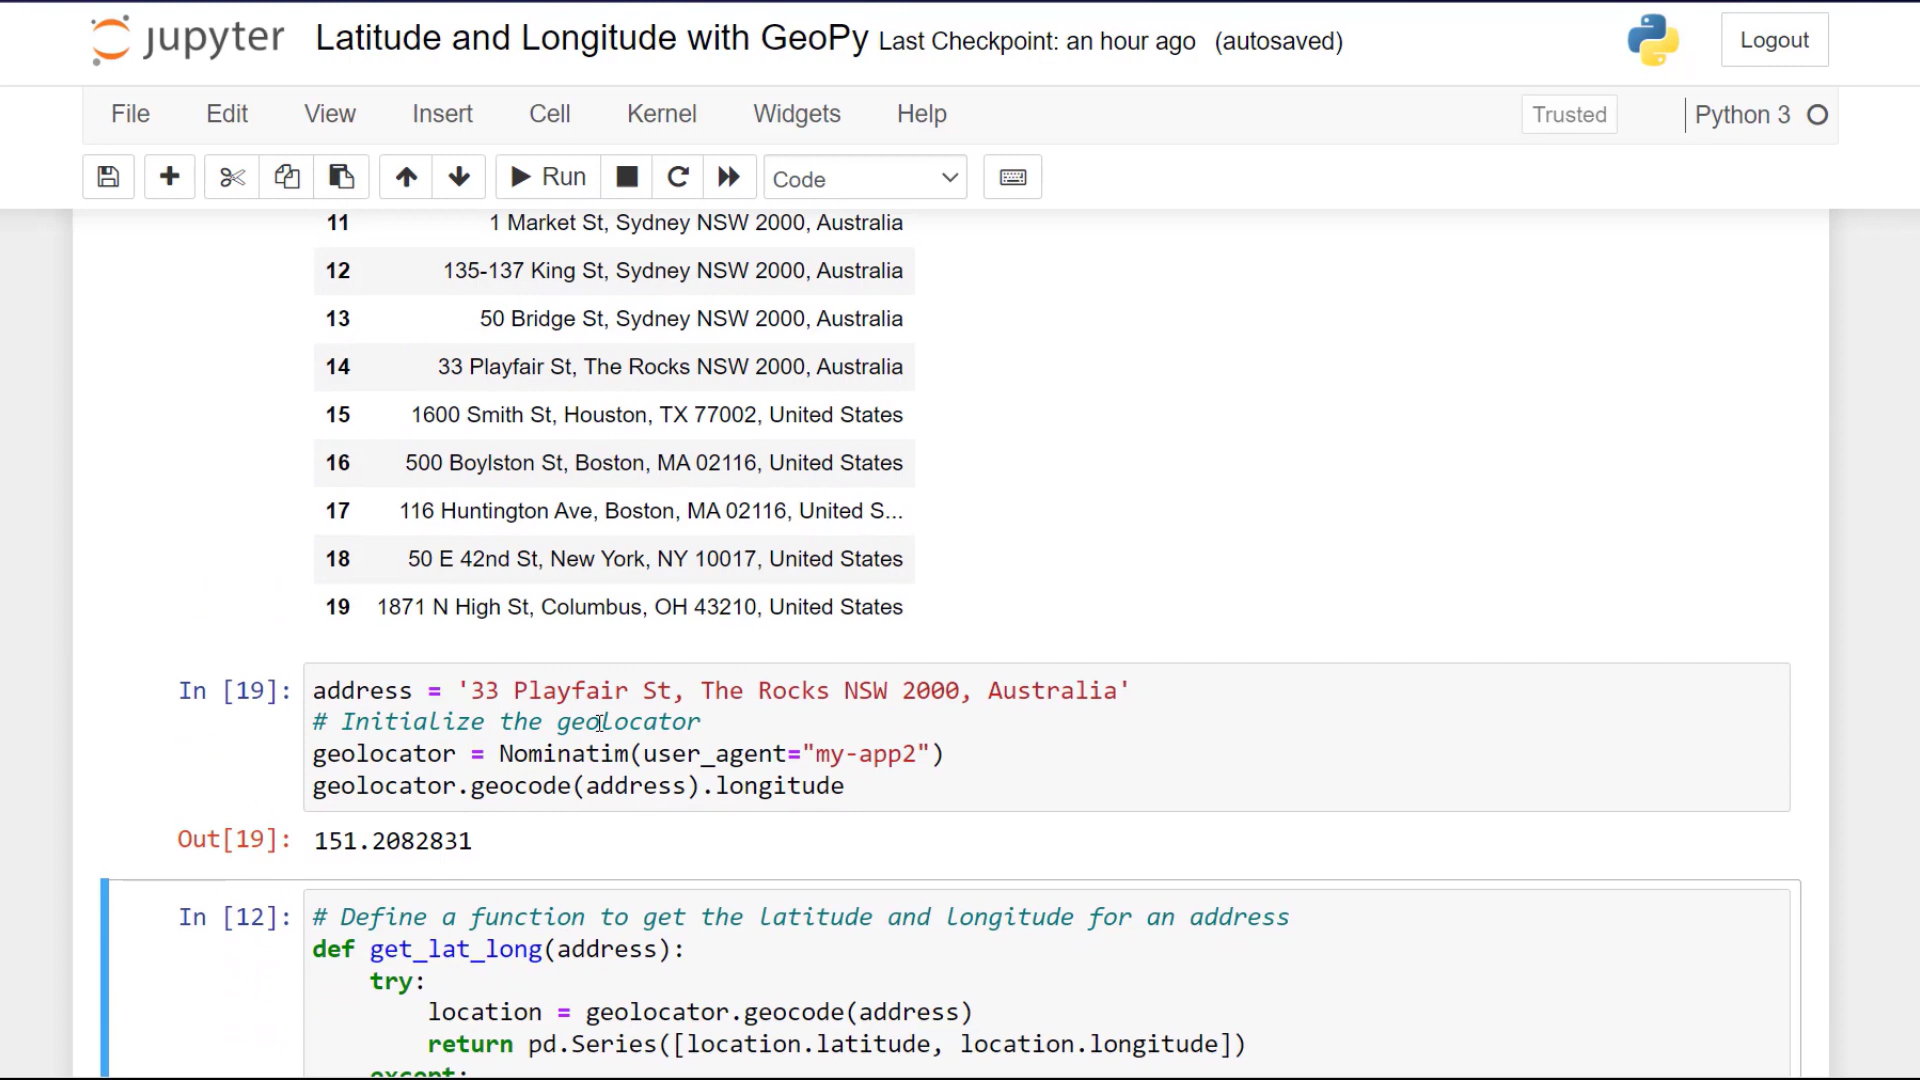 jupyter Latitude and Longitude with GeoPy Last Checkpoint: an hour ago (autosaved) Logout
File Edit View Insert Cell Kernel Widgets Help Trusted Python 3
Run Code
11 1 Market St, Sydney NSW 2000, Australia
12 135-137 King St, Sydney NSW 2000, Australia
13 50 Bridge St, Sydney NSW 2000, Australia
14 33 Playfair St, The Rocks NSW 2000, Australia
15 1600 Smith St, Houston, TX 77002, United States
16 500 Boylston St, Boston, MA 02116, United States
17 116 Huntington Ave, Boston, MA 02116, United S...
18 50 E 42nd St, New York, NY 10017, United States
19 1871 N High St, Columbus, OH 43210, United States
In [19]: address = '33 Playfair St, The Rocks NSW 2000, Australia'
# Initialize the geolocator
geolocator = Nominatim(user_agent="my-app2")
geolocator.geocode(address).longitude
Out[19]: 151.2082831
In [12]: # Define a function to get the latitude and longitude for an address
def get_lat_long(address):
try:
location = geolocator.geocode(address)
return pd.Series([location.latitude, location.longitude])
except: